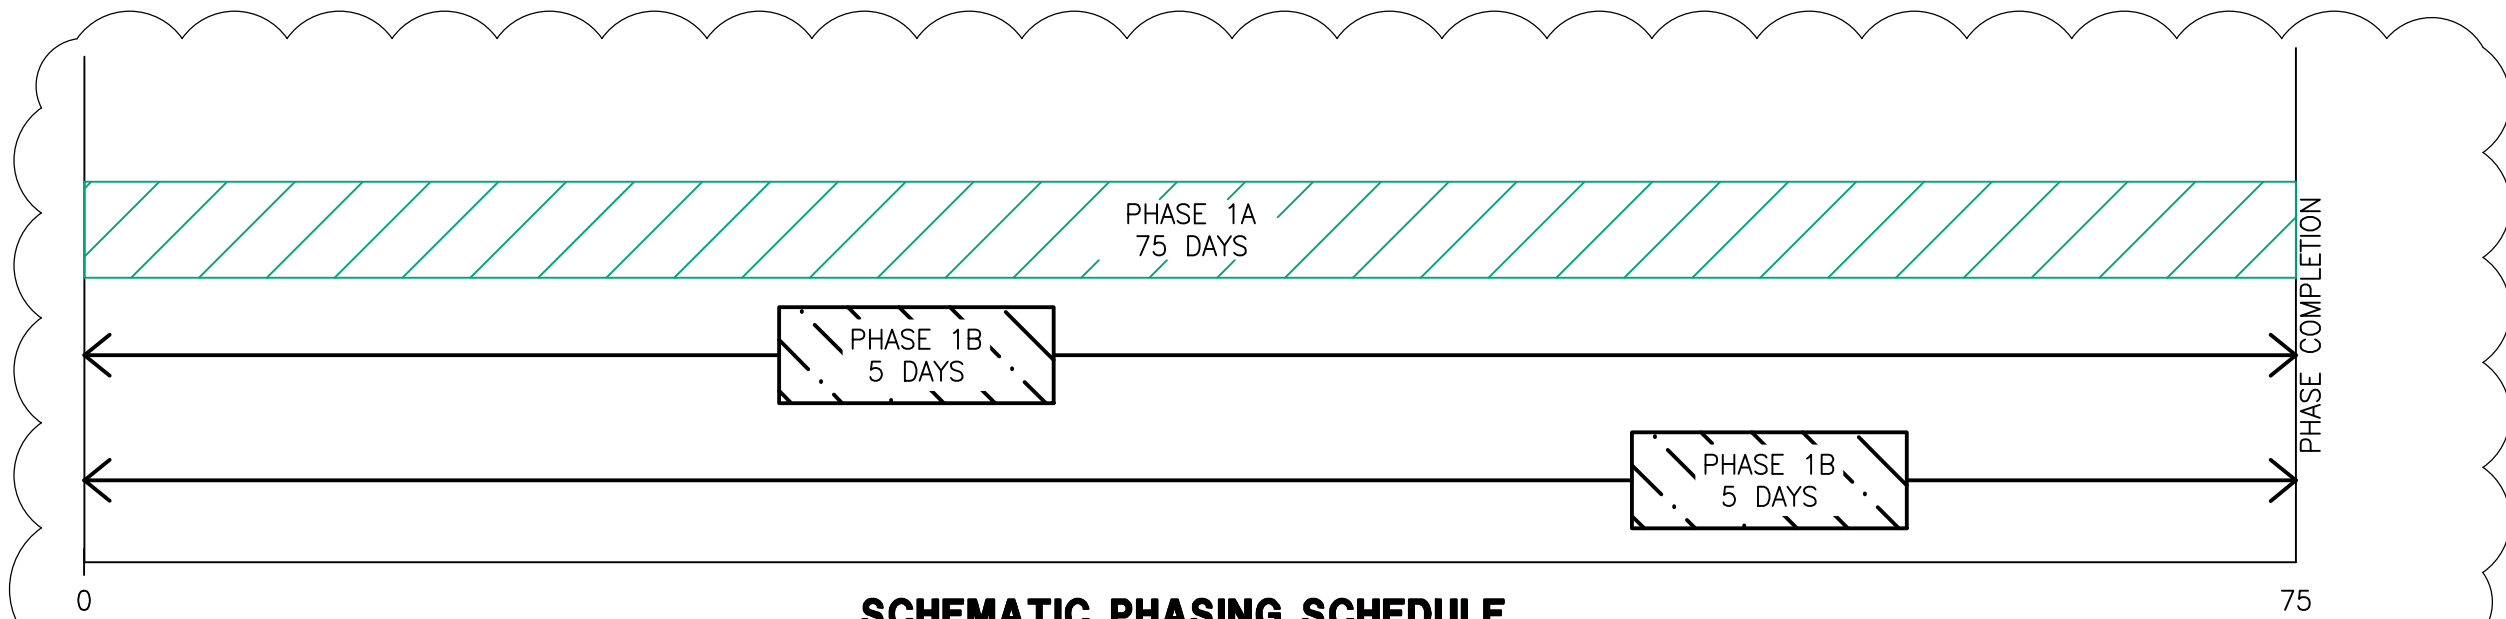 PHASE 1A
75 DAYS
PHASE 1B
5 DAYS
PHASE 1B
5 DAYS
PHASE COMPLETION
0
75
SCHEMATIC PHASING SCHEDULE